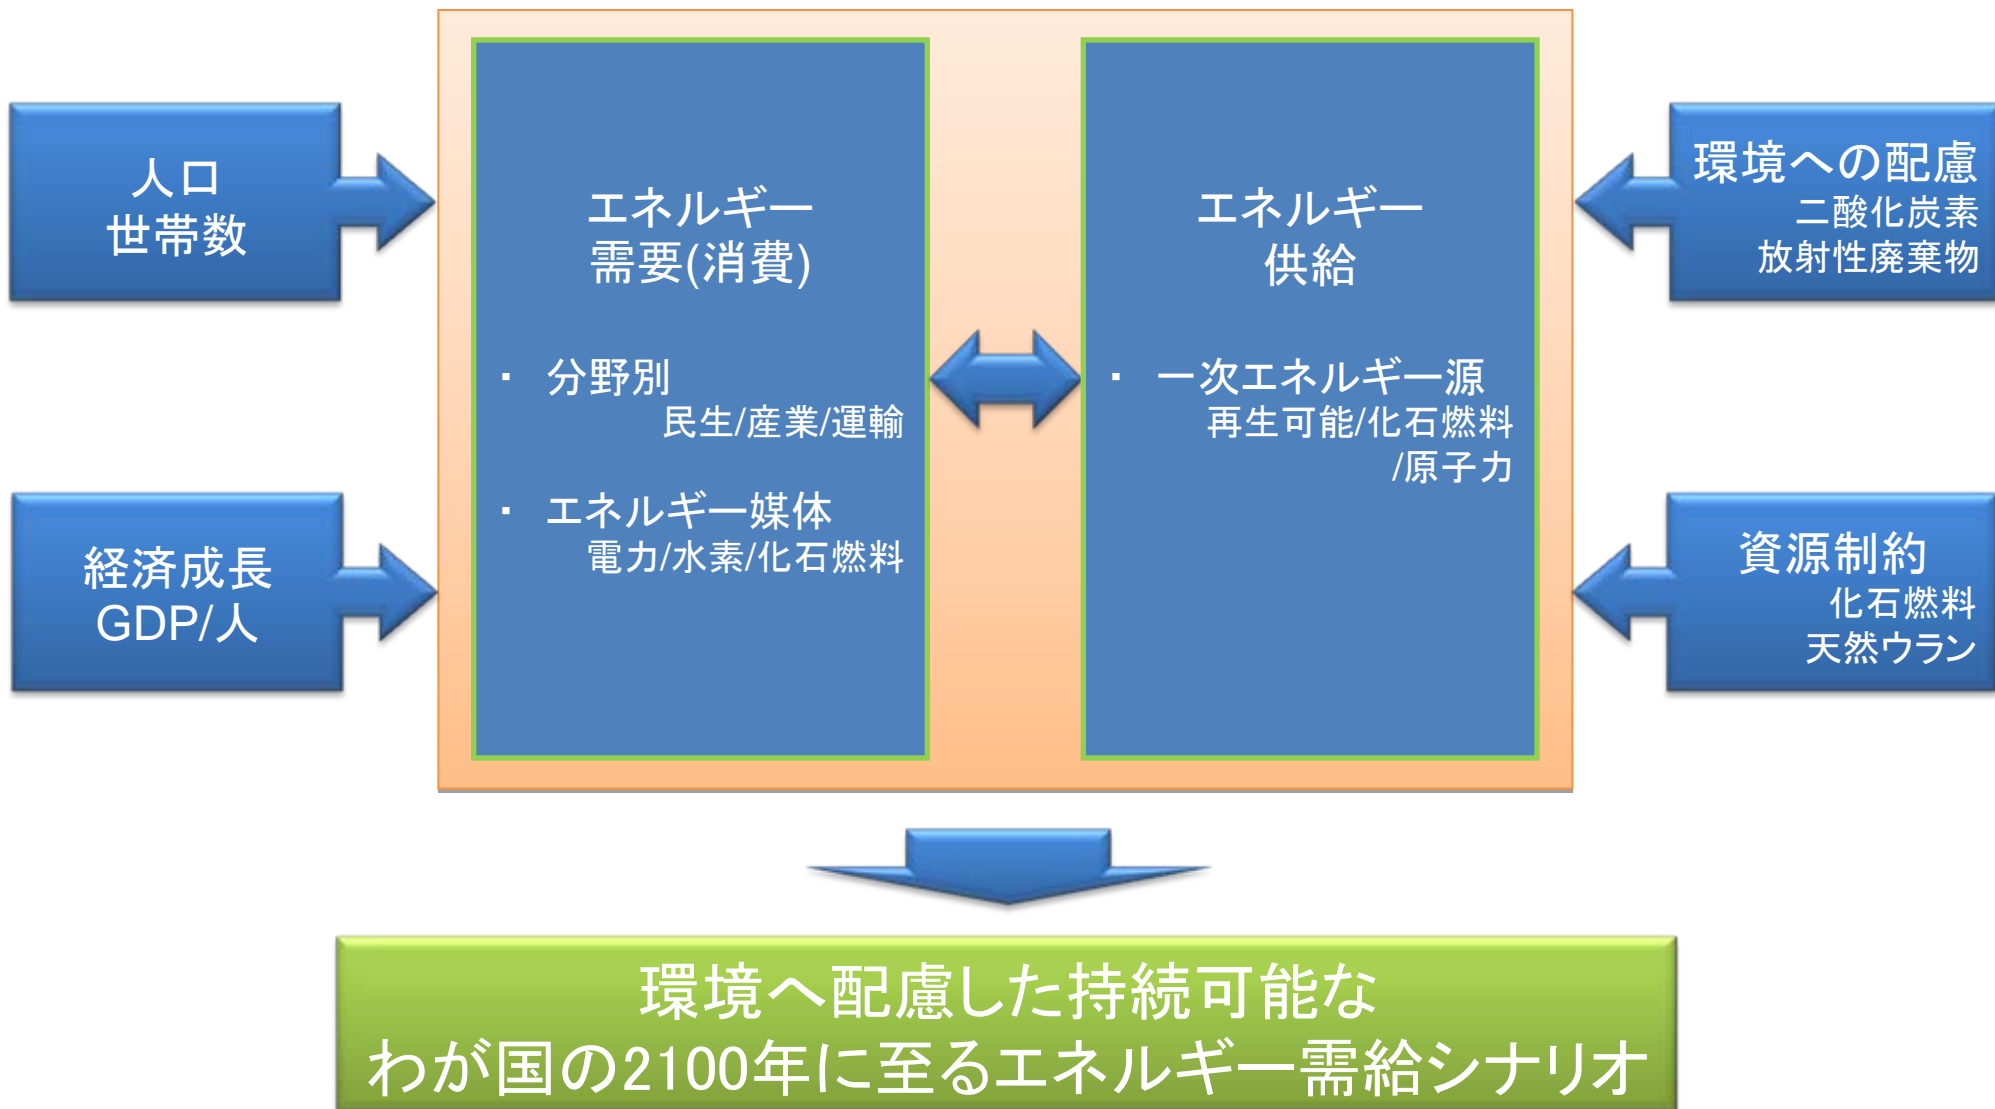 人口
世帯数
経済成長
GDP/人
エネルギー
需要(消費)
・ 分野別
民生/産業/運輸
・ エネルギー媒体
電力/水素/化石燃料
エネルギー
供給
・ 一次エネルギー源
再生可能/化石燃料
/原子力
環境への配慮
二酸化炭素
放射性廃棄物
資源制約
化石燃料
天然ウラン
環境へ配慮した持続可能な
わが国の2100年に至るエネルギー需給シナリオ